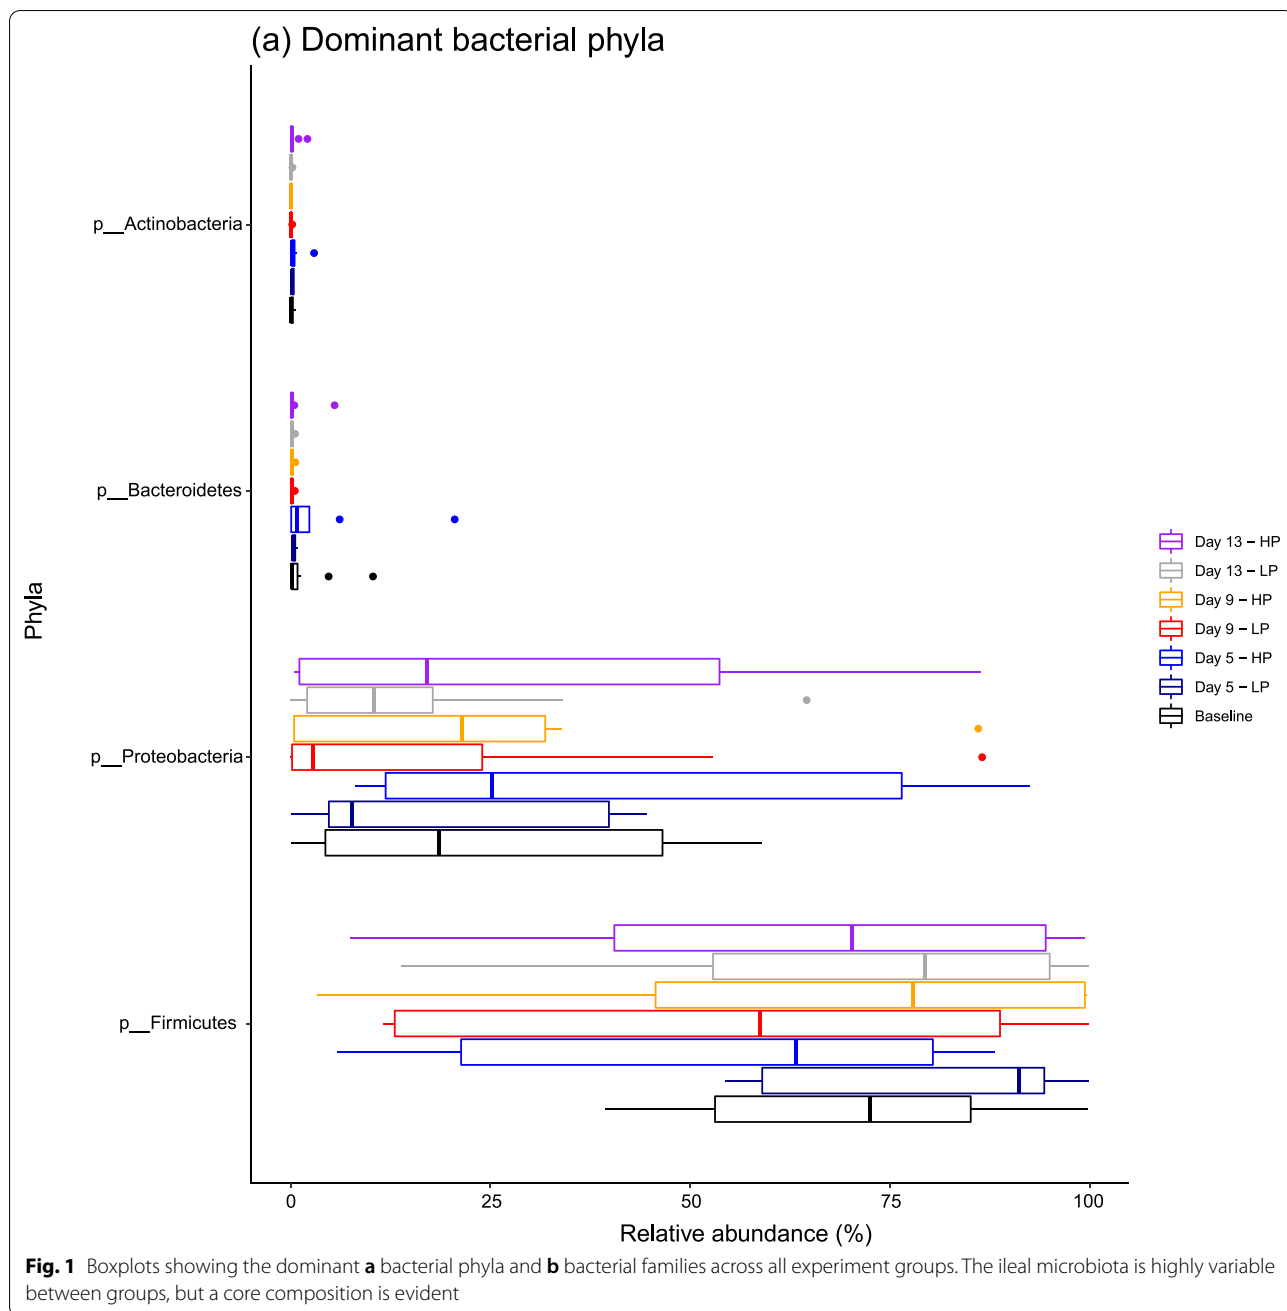 (a) Dominant bacterial phyla
p__Actinobacteria
p__Bacteroidetes
p__Proteobacteria
p__Firmicutes
Phyla
0 25 50 75 100
Relative abundance (%)
Day 13 – HP
Day 13 – LP
Day 9 – HP
Day 9 – LP
Day 5 – HP
Day 5 – LP
Baseline
Fig. 1 Boxplots showing the dominant a bacterial phyla and b bacterial families across all experiment groups. The ileal microbiota is highly variable
between groups, but a core composition is evident